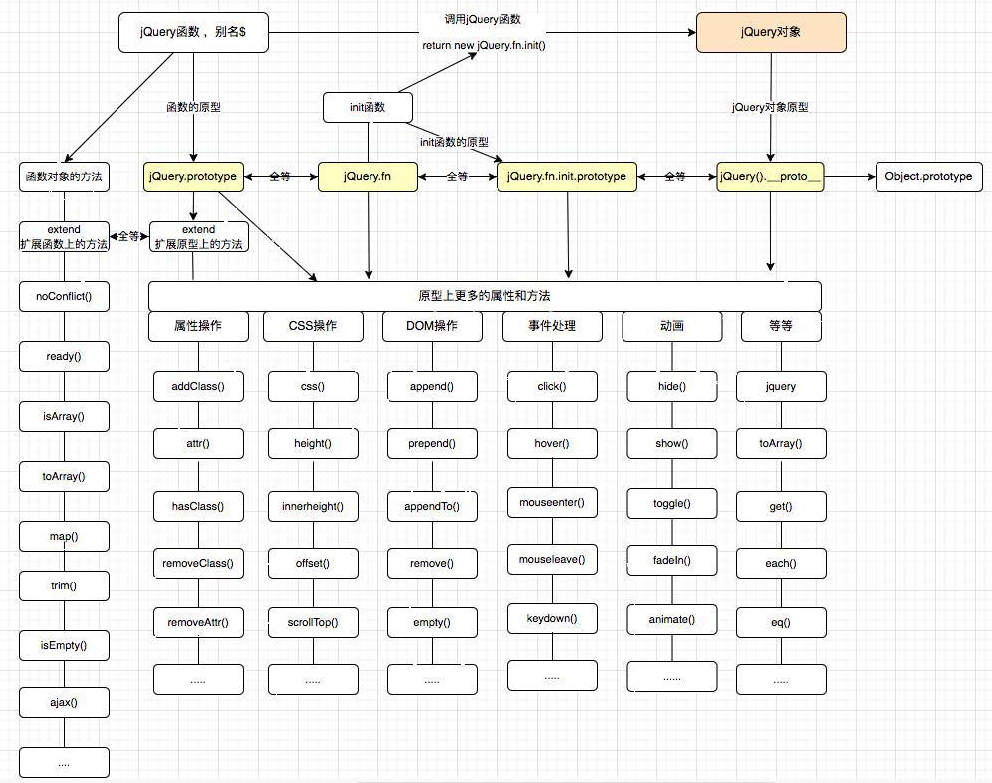 调用jQuery函数
jQuery函数 ，别名$
jQuery对象
return new jQuery.fn.init()
init函数
函数的原型
jQuery对象原型
init函数的原型
函数对象的方法
jQuery.prototype
全等
jQuery.fn
全等
jQuery.fn.init.prototype
全等
jQuery().__proto__
Object.prototype
extend
扩展函数上的方法
全等
extend
扩展原型上的方法
noConflict()
ready()
isArray()
toArray()
map()
trim()
isEmpty()
ajax()
....
原型上更多的属性和方法
属性操作
addClass()
attr()
hasClass()
removeClass()
removeAttr()
.....
CSS操作
css()
height()
innerheight()
offset()
scrollTop()
.....
DOM操作
append()
prepend()
appendTo()
remove()
empty()
.....
事件处理
click()
hover()
mouseenter()
mouseleave()
keydown()
.....
动画
hide()
show()
toggle()
fadeIn()
animate()
......
等等
jquery
toArray()
get()
each()
eq()
.....